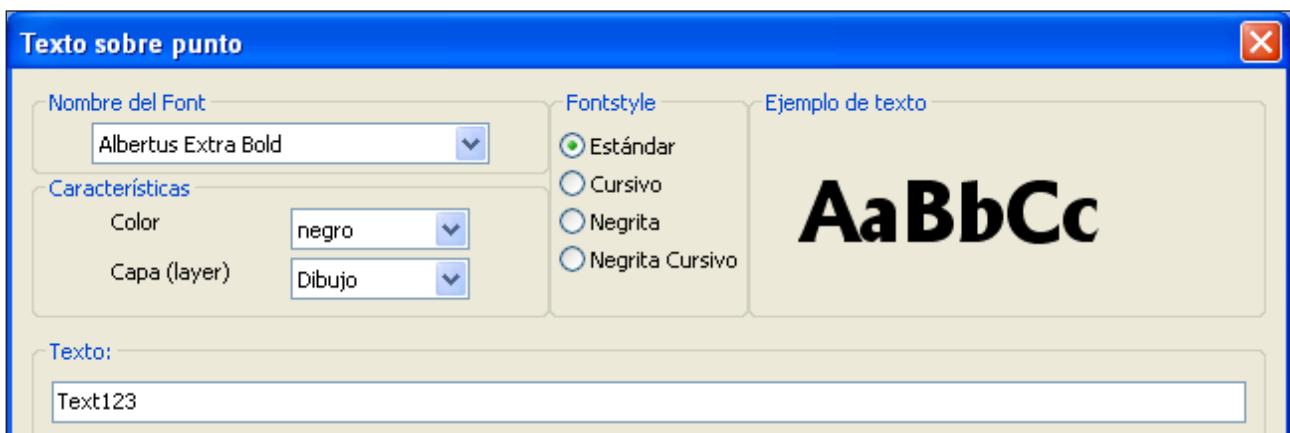 Texto sobre punto
Nombre del Font
Albertus Extra Bold
Características
Color
negro
Capa (layer)
Dibujo
Fontstyle
Estándar
Cursivo
Negrita
Negrita Cursivo
Ejemplo de texto
AaBbCc
Texto:
Text123